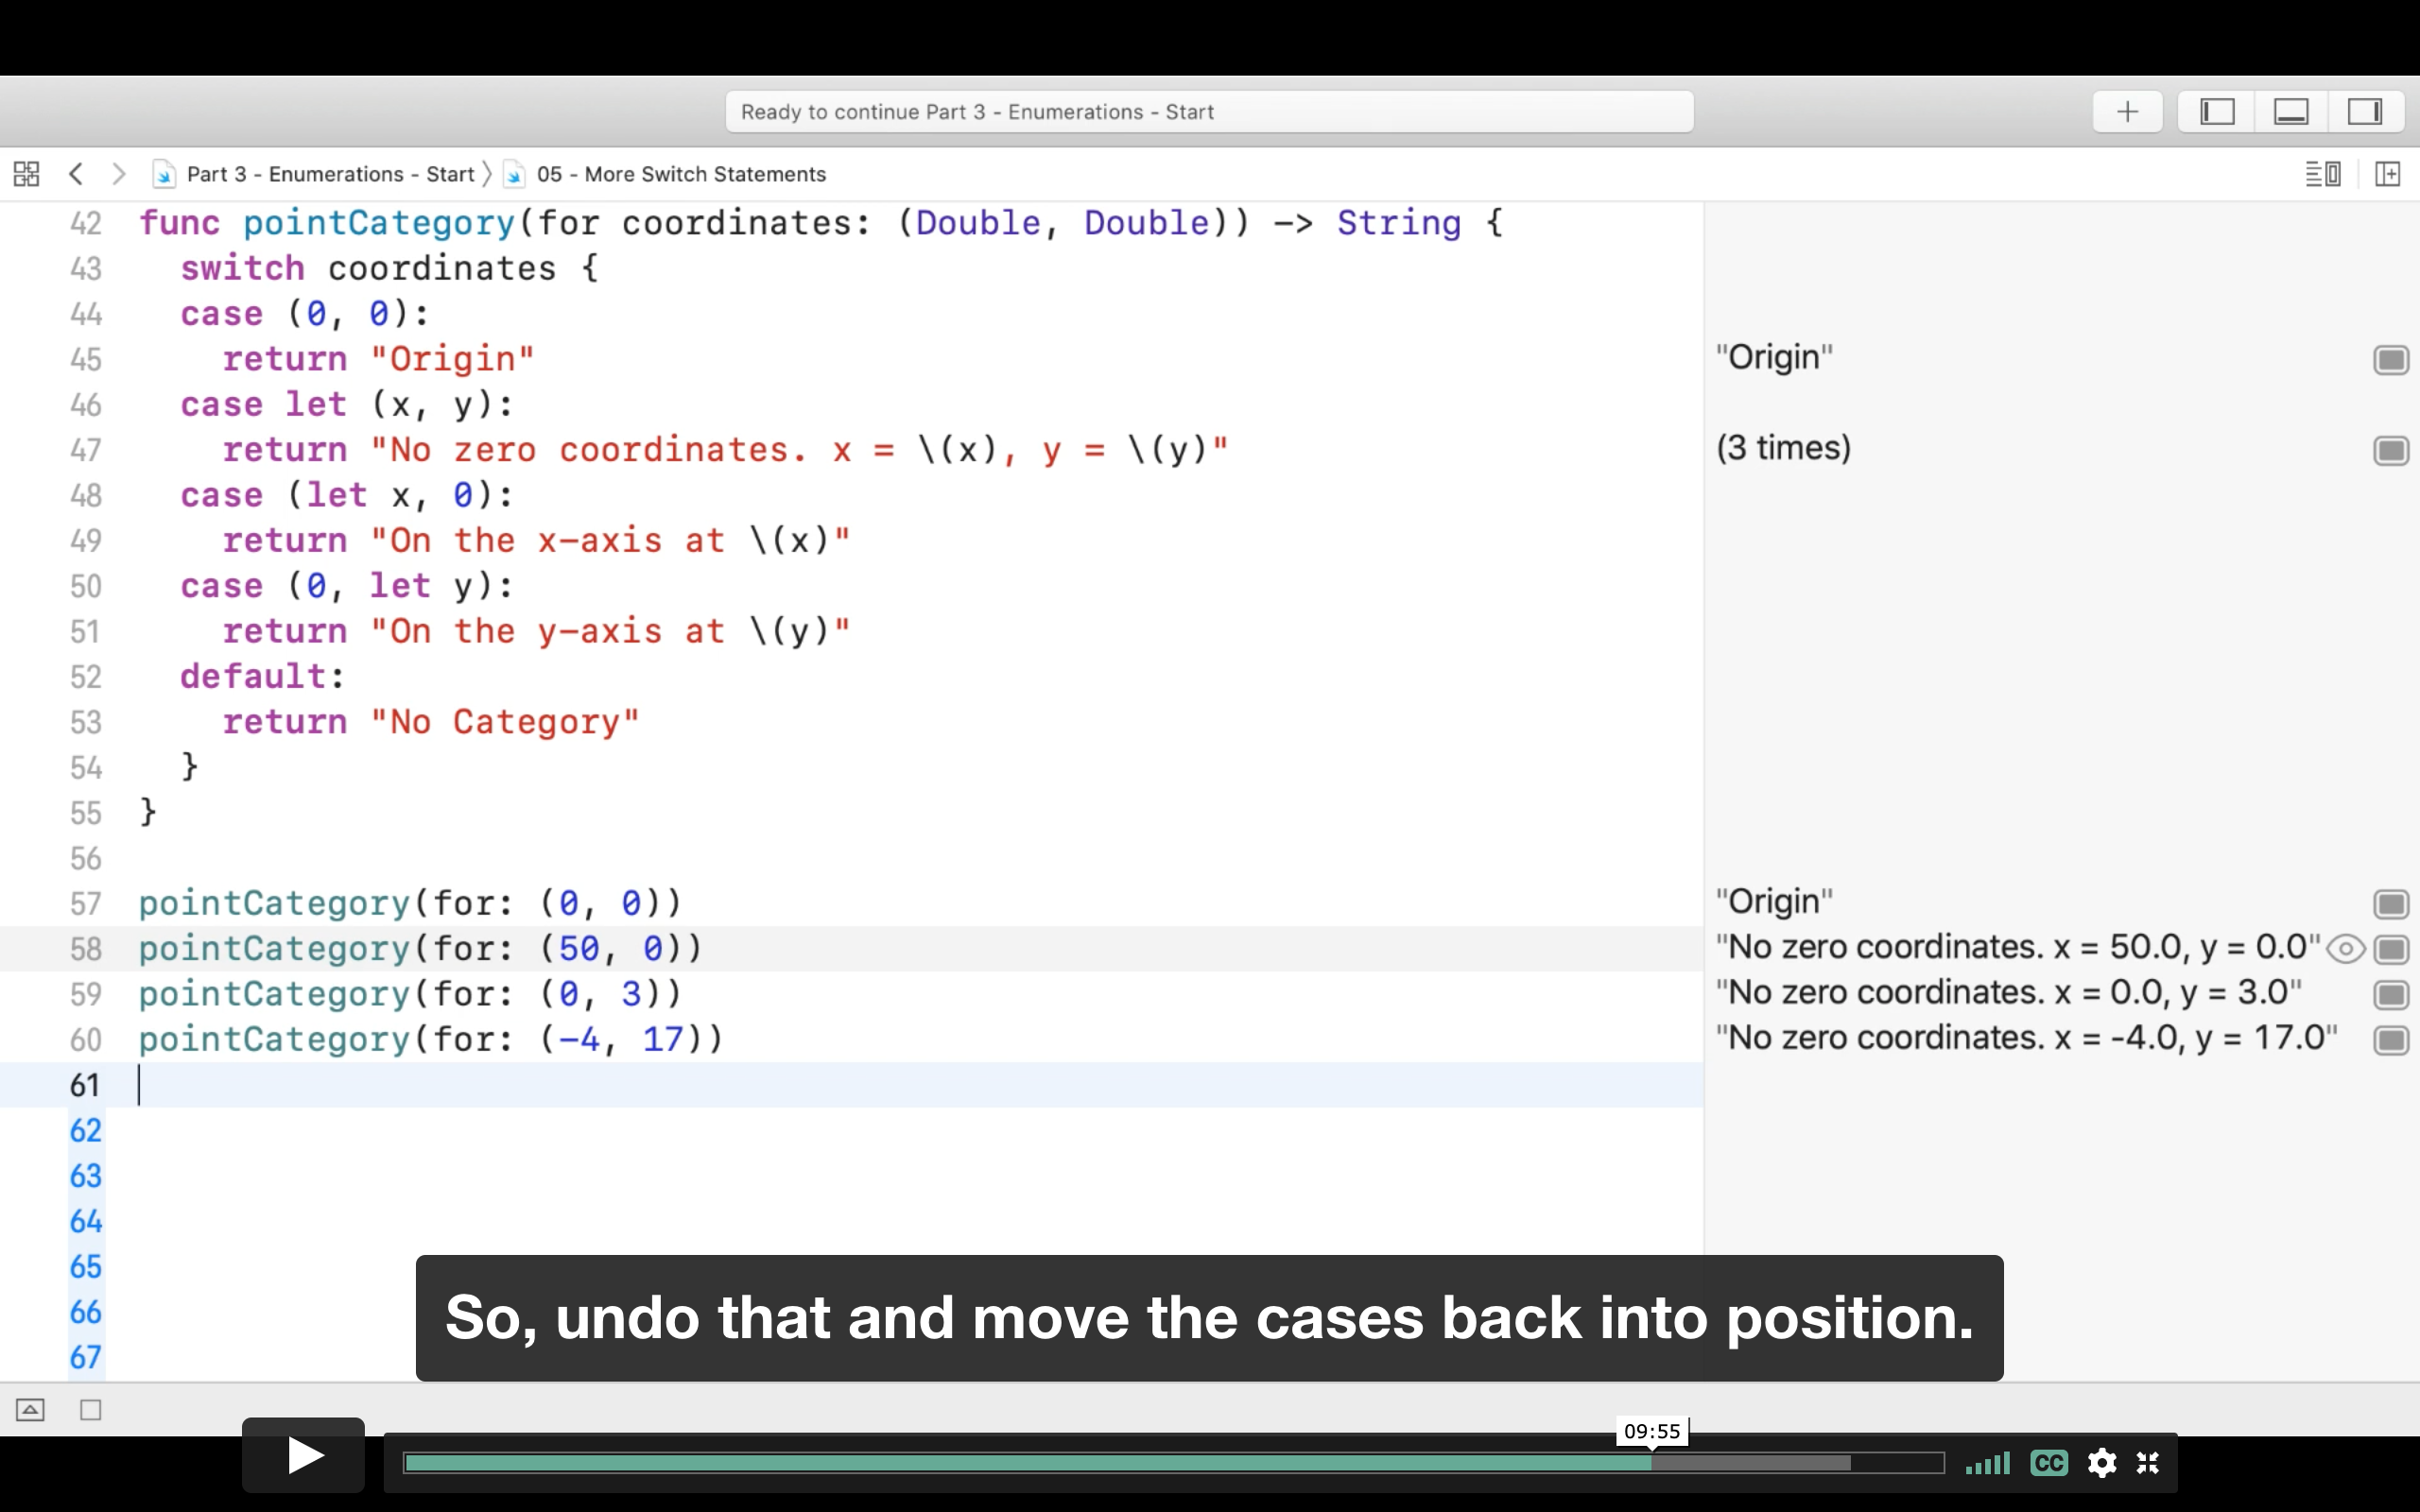 Ready to continue Part 3 - Enumerations - Start
Part 3 - Enumerations - Start 〉 05 - More Switch Statements
42 func pointCategory(for coordinates: (Double, Double)) -> String {
43 switch coordinates {
44 case (0, 0):
45 return "Origin" "Origin"
46 case let (x, y):
47 return "No zero coordinates. x = \(x), y = \(y)" (3 times)
48 case (let x, 0):
49 return "On the x-axis at \(x)"
50 case (0, let y):
51 return "On the y-axis at \(y)"
52 default:
53 return "No Category"
54 }
55 }
56
57 pointCategory(for: (0, 0)) "Origin"
58 pointCategory(for: (50, 0)) "No zero coordinates. x = 50.0, y = 0.0"
59 pointCategory(for: (0, 3)) "No zero coordinates. x = 0.0, y = 3.0"
60 pointCategory(for: (-4, 17)) "No zero coordinates. x = -4.0, y = 17.0"
61
62
63
64
65
66
67
So, undo that and move the cases back into position.
09:55
CC